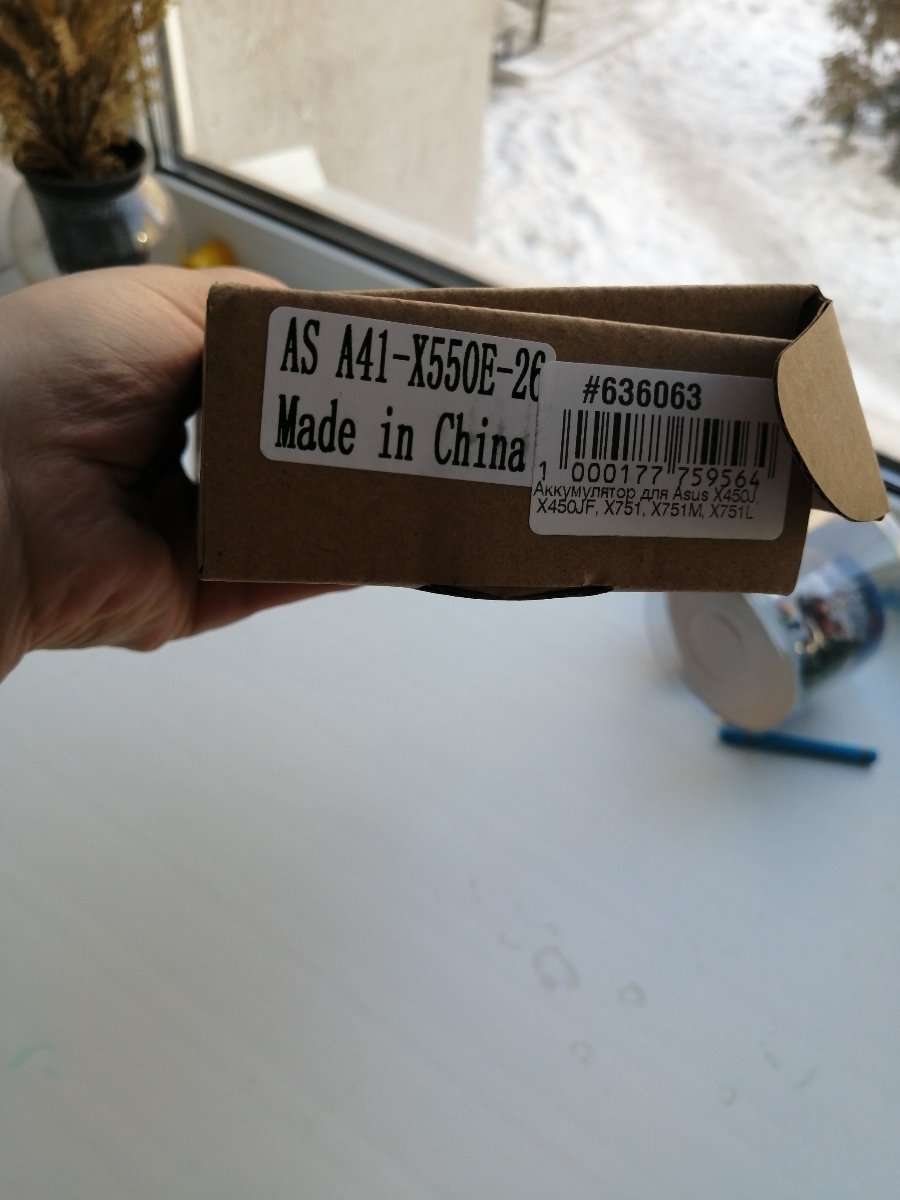 AS A41-X550E-26
Made in China
#636063
1 000177 759564
Аккумулятор для Asus X450J,
X450JF, X751, X751M, X751L